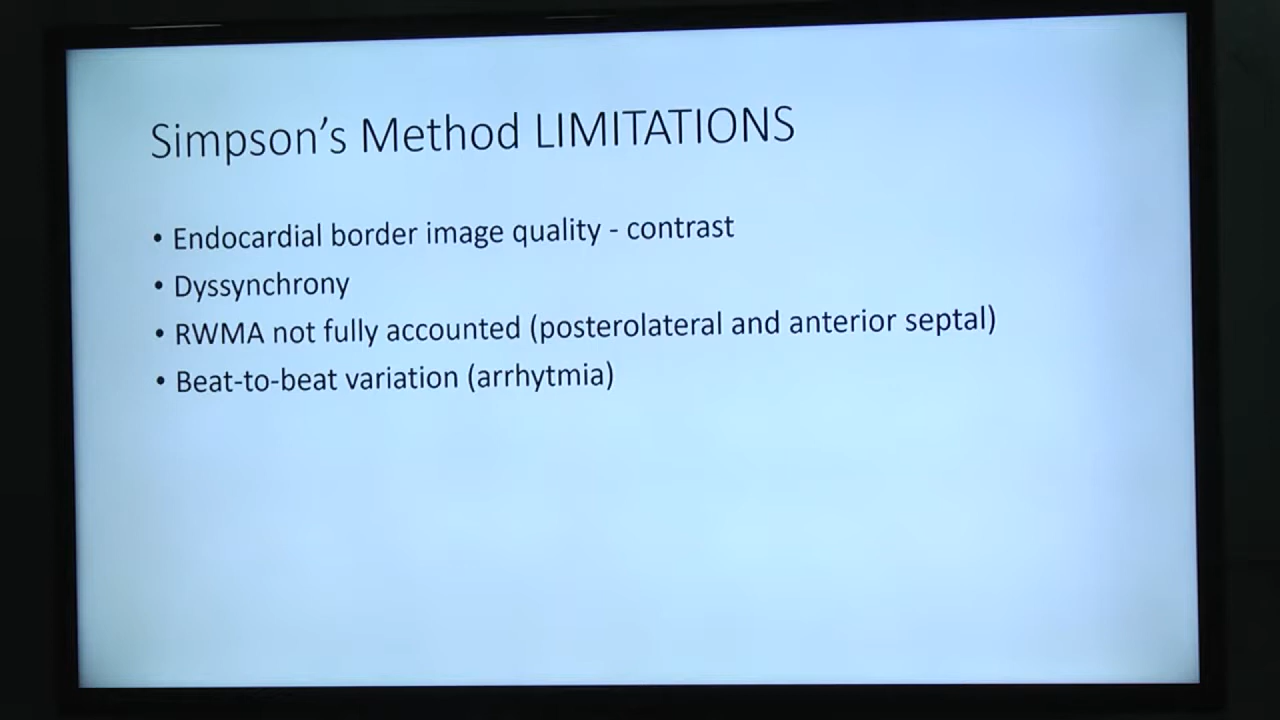 Simpson's Method LIMITATIONS
• Endocardial border image quality - contrast
• Dyssynchrony
• RWMA not fully accounted (posterolateral and anterior septal)
• Beat-to-beat variation (arrhytmia)